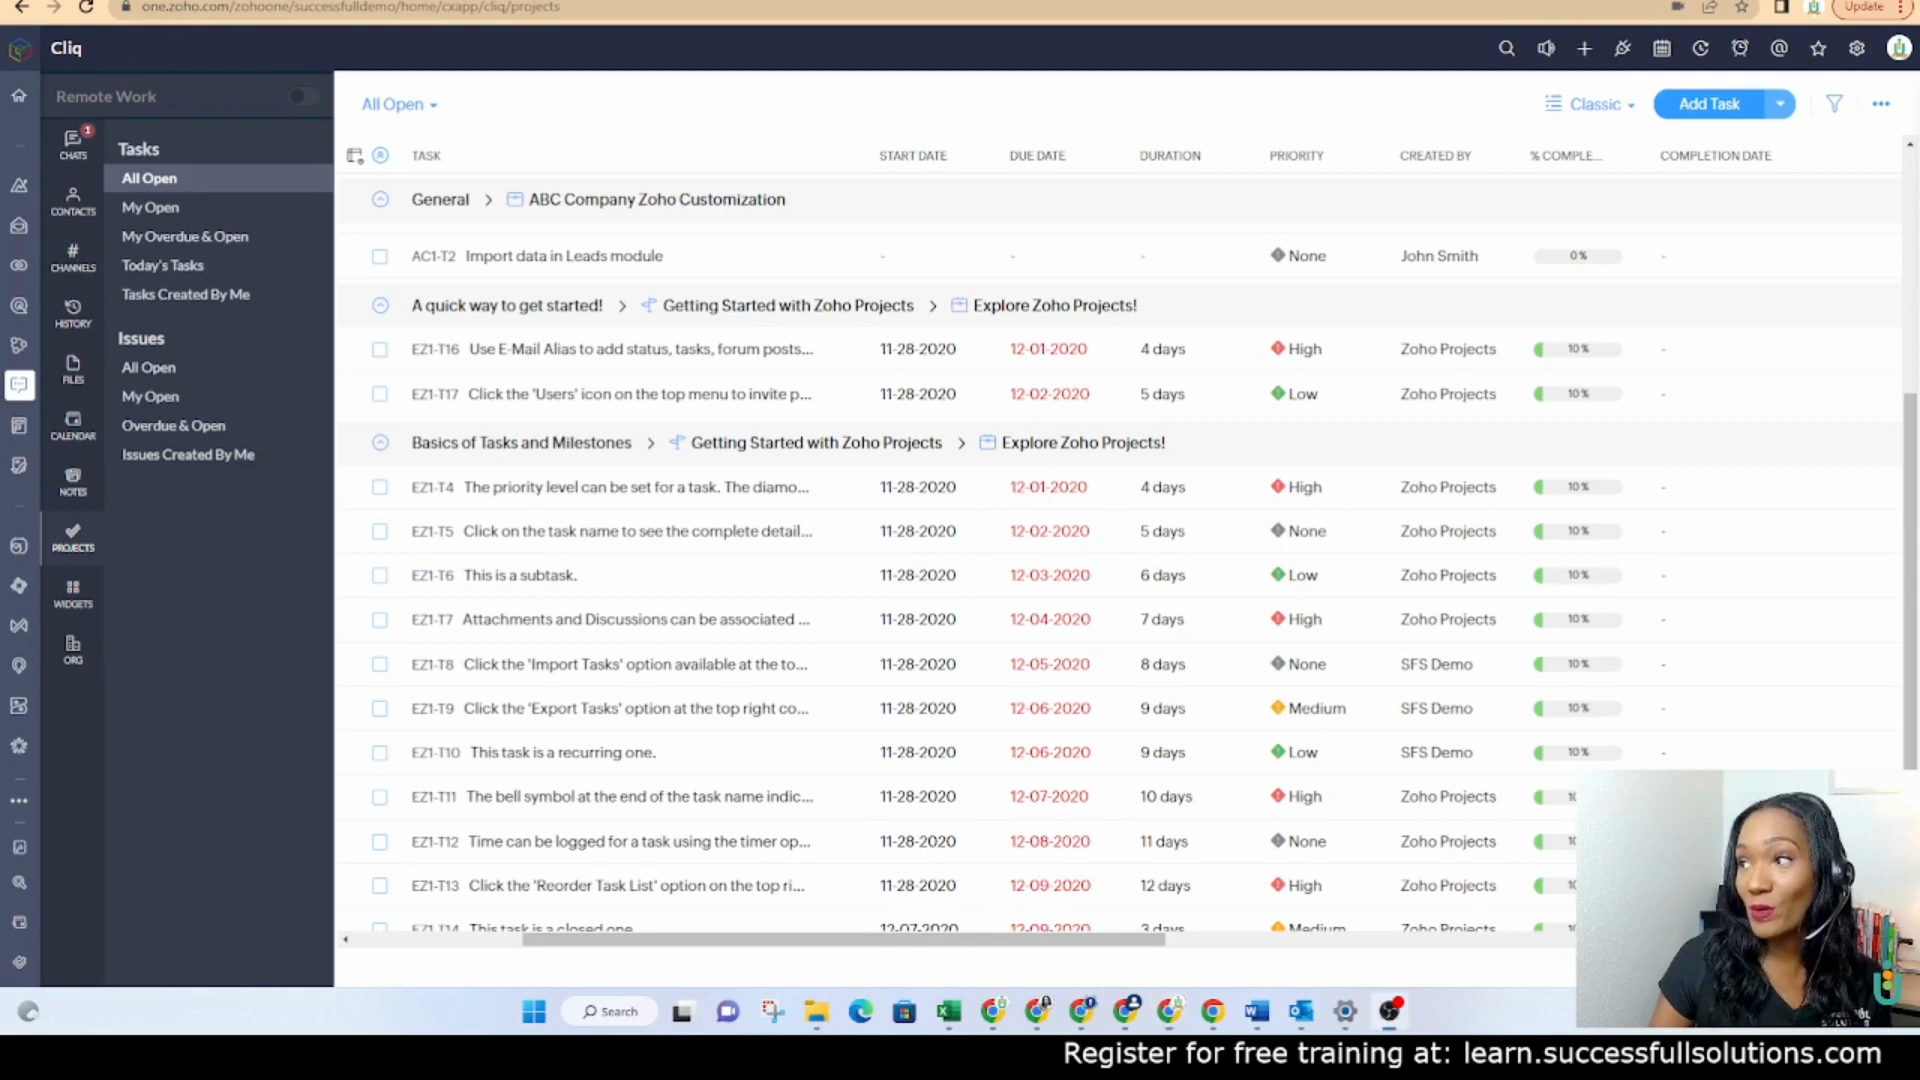 one.zoho.com/zohoone/successfulldemo/home/cxapp/cliq/projects
Update
Cliq
Remote Work
1
CHATS
CONTACTS
#
CHANNELS
HISTORY
FILES
CALENDAR
NOTES
PROJECTS
WIDGETS
ORG
Tasks
All Open
My Open
My Overdue & Open
Today's Tasks
Tasks Created By Me
Issues
All Open
My Open
Overdue & Open
Issues Created By Me
All Open
Classic
Add Task
TASK START DATE DUE DATE DURATION PRIORITY CREATED BY % COMPLE... COMPLETION DATE
General > ABC Company Zoho Customization
AC1-T2 Import data in Leads module - - - None John Smith 0% -
A quick way to get started! > Getting Started with Zoho Projects > Explore Zoho Projects!
EZ1-T16 Use E-Mail Alias to add status, tasks, forum posts... 11-28-2020 12-01-2020 4 days High Zoho Projects 10% -
EZ1-T17 Click the 'Users' icon on the top menu to invite p... 11-28-2020 12-02-2020 5 days Low Zoho Projects 10% -
Basics of Tasks and Milestones > Getting Started with Zoho Projects > Explore Zoho Projects!
EZ1-T4 The priority level can be set for a task. The diamo... 11-28-2020 12-01-2020 4 days High Zoho Projects 10% -
EZ1-T5 Click on the task name to see the complete detail... 11-28-2020 12-02-2020 5 days None Zoho Projects 10% -
EZ1-T6 This is a subtask. 11-28-2020 12-03-2020 6 days Low Zoho Projects 10% -
EZ1-T7 Attachments and Discussions can be associated ... 11-28-2020 12-04-2020 7 days High Zoho Projects 10% -
EZ1-T8 Click the 'Import Tasks' option available at the to... 11-28-2020 12-05-2020 8 days None SFS Demo 10% -
EZ1-T9 Click the 'Export Tasks' option at the top right co... 11-28-2020 12-06-2020 9 days Medium SFS Demo 10% -
EZ1-T10 This task is a recurring one. 11-28-2020 12-06-2020 9 days Low SFS Demo 10% -
EZ1-T11 The bell symbol at the end of the task name indic... 11-28-2020 12-07-2020 10 days High Zoho Projects
EZ1-T12 Time can be logged for a task using the timer op... 11-28-2020 12-08-2020 11 days None Zoho Projects
EZ1-T13 Click the 'Reorder Task List' option on the top ri... 11-28-2020 12-09-2020 12 days High Zoho Projects
EZ1-T14 This task is a closed one. 12-07-2020 12-09-2020 3 days Medium Zoho Projects
Search
Register for free training at: learn.successfullsolutions.com